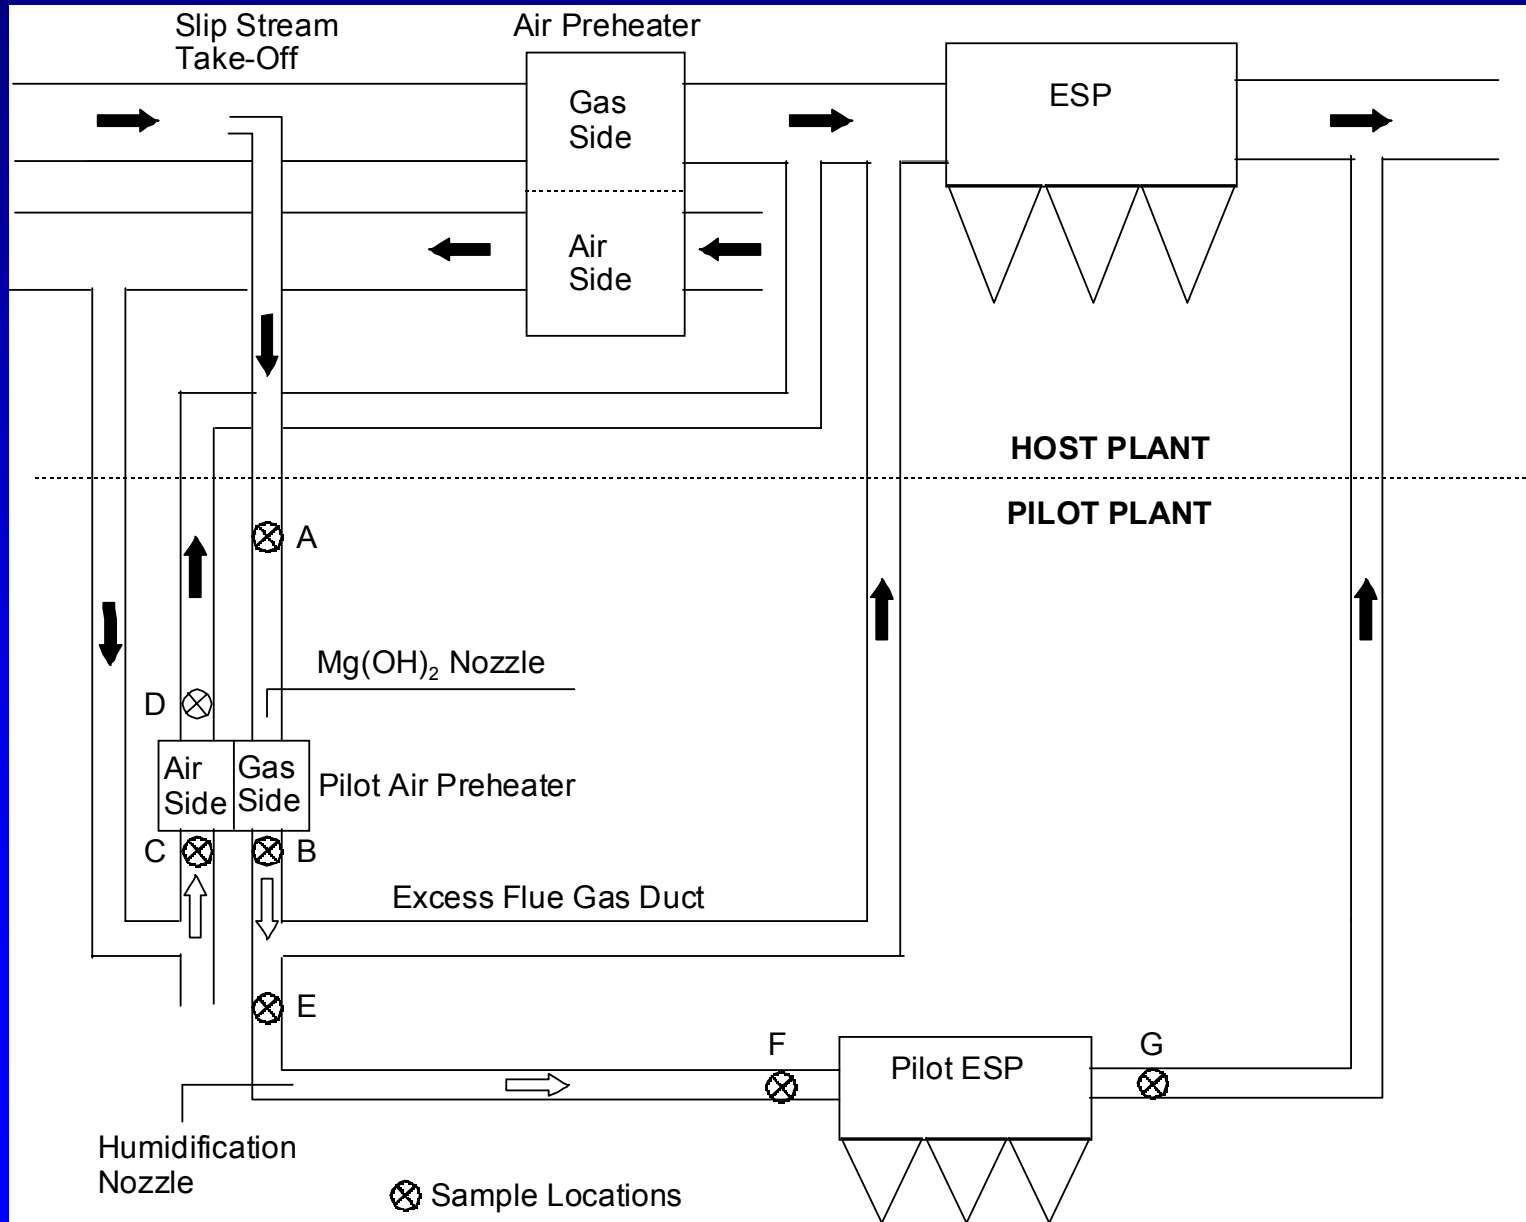 Slip Stream
Take-Off
Air Preheater
Gas
Side
ESP
Air
Side
HOST PLANT
PILOT PLANT
A
Mg(OH)₂ Nozzle
D
Air
Side
Gas
Side
Pilot Air Preheater
C
B
Excess Flue Gas Duct
E
F
Pilot ESP
G
Humidification
Nozzle
Sample Locations